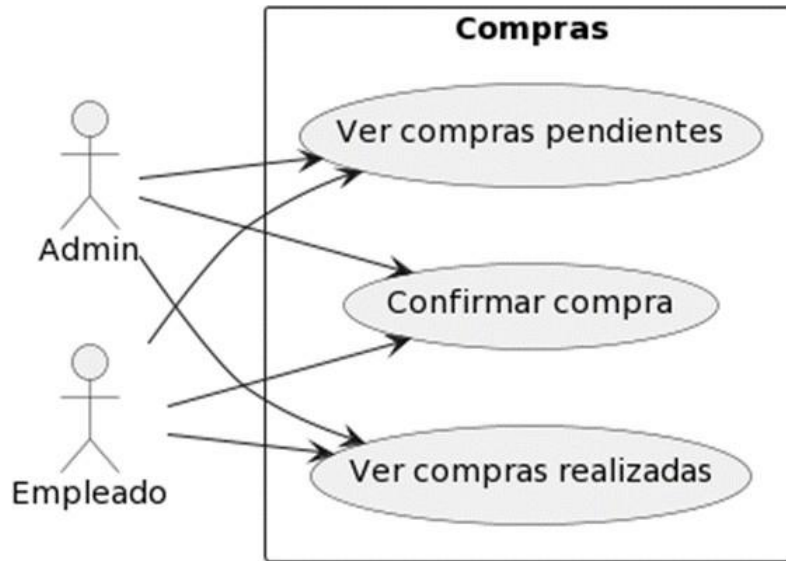 Compras
Ver compras pendientes
Admin
Confirmar compra
Empleado
Ver compras realizadas